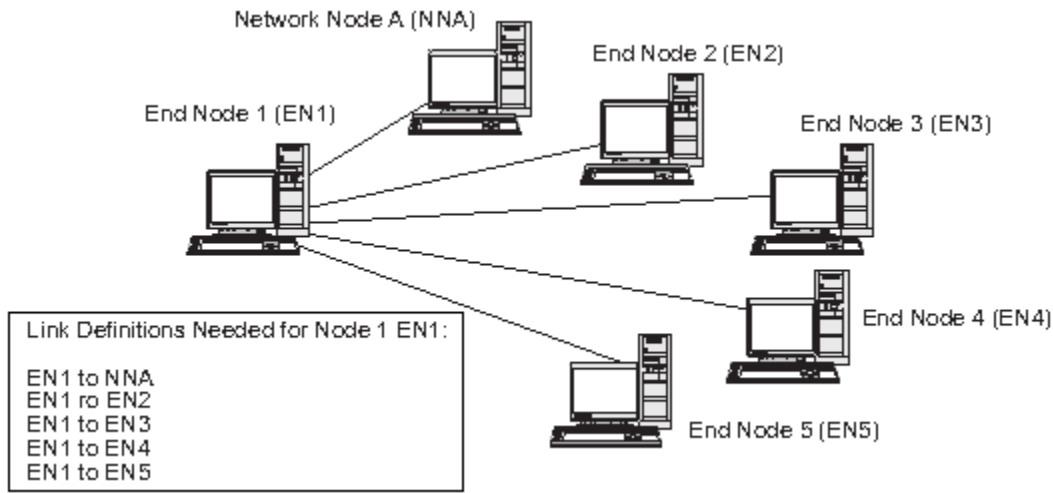 Network Node A (NNA)
End Node 2 (EN2)
End Node 1 (EN1)
End Node 3 (EN3)
End Node 4 (EN4)
End Node 5 (EN5)
Link Definitions Needed for Node 1 EN1:
EN1 to NNA
EN1 ro EN2
EN1 to EN3
EN1 to EN4
EN1 to EN5